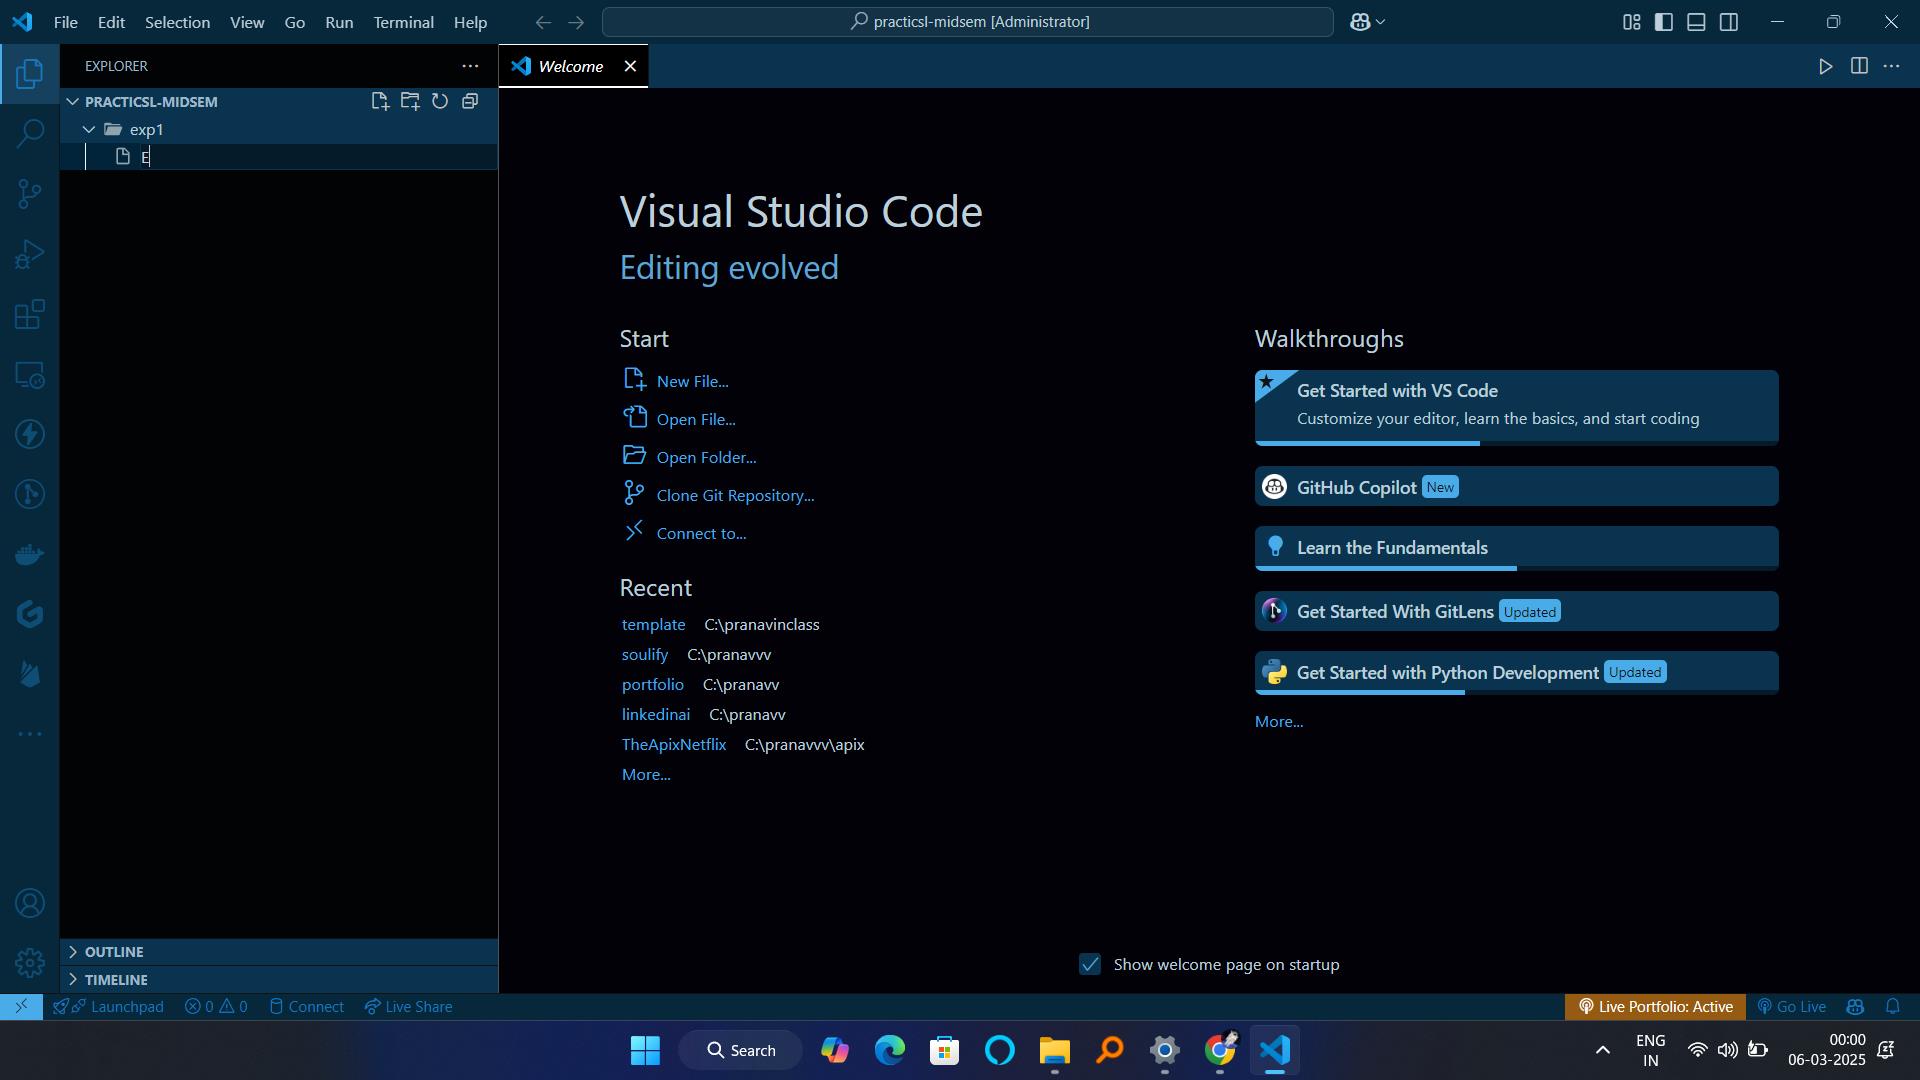 File Edit Selection View Go Run Terminal Help
practicsl-midsem [Administrator]
EXPLORER
Welcome
PRACTICSL-MIDSEM
exp1
E
Visual Studio Code
Editing evolved
Start
New File...
Open File...
Open Folder...
Clone Git Repository...
Connect to...
Recent
template C:\pranavinclass
soulify C:\pranavvv
portfolio C:\pranavv
linkedinai C:\pranavv
TheApixNetflix C:\pranavvv\apix
More...
Walkthroughs
Get Started with VS Code
Customize your editor, learn the basics, and start coding
GitHub Copilot New
Learn the Fundamentals
Get Started With GitLens Updated
Get Started with Python Development Updated
More...
Show welcome page on startup
OUTLINE
TIMELINE
Launchpad 0 0 Connect Live Share
Live Portfolio: Active Go Live
Search
ENG
IN
00:00
06-03-2025